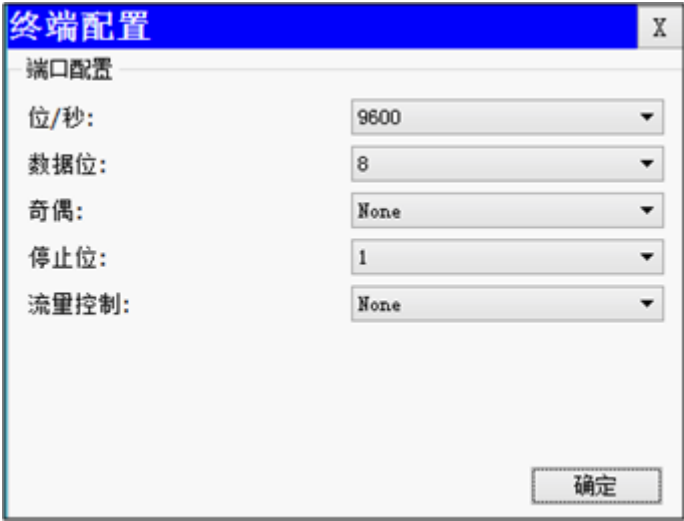 终端配置 X
端口配置
位/秒: 9600
数据位: 8
奇偶: None
停止位: 1
流量控制: None
确定